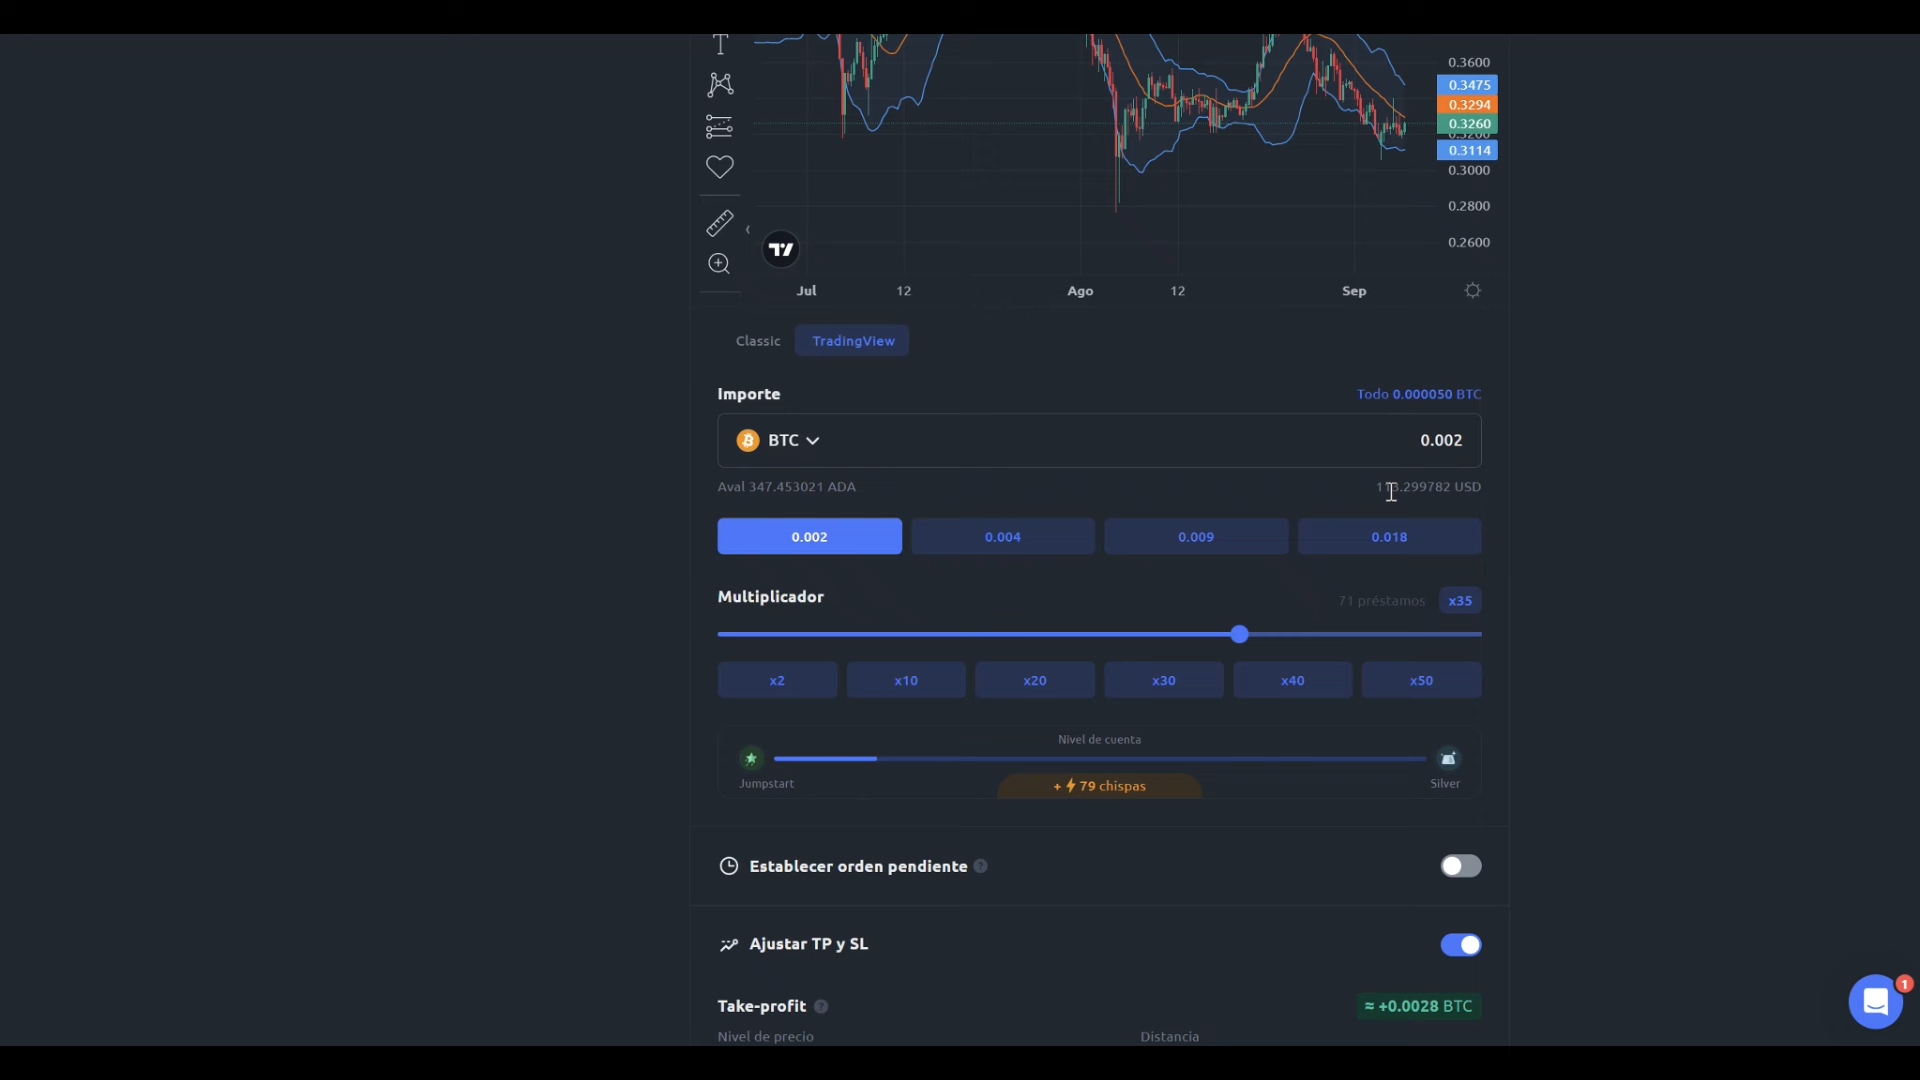 0.3600
0.3475
0.3294
0.3260
0.3114
0.3000
0.2800
0.2600
Jul 12 Ago 12 Sep
Classic TradingView
Importe Todo 0.000050 BTC
BTC 0.002
Aval 347.453021 ADA 113.299782 USD
0.002 0.004 0.009 0.018
Multiplicador 71 préstamos x35
x2 x10 x20 x30 x40 x50
Nivel de cuenta
Jumpstart Silver
+ 79 chispas
Establecer orden pendiente ?
Ajustar TP y SL
1
Take-profit ? ≈ +0.0028 BTC
Nivel de precio Distancia